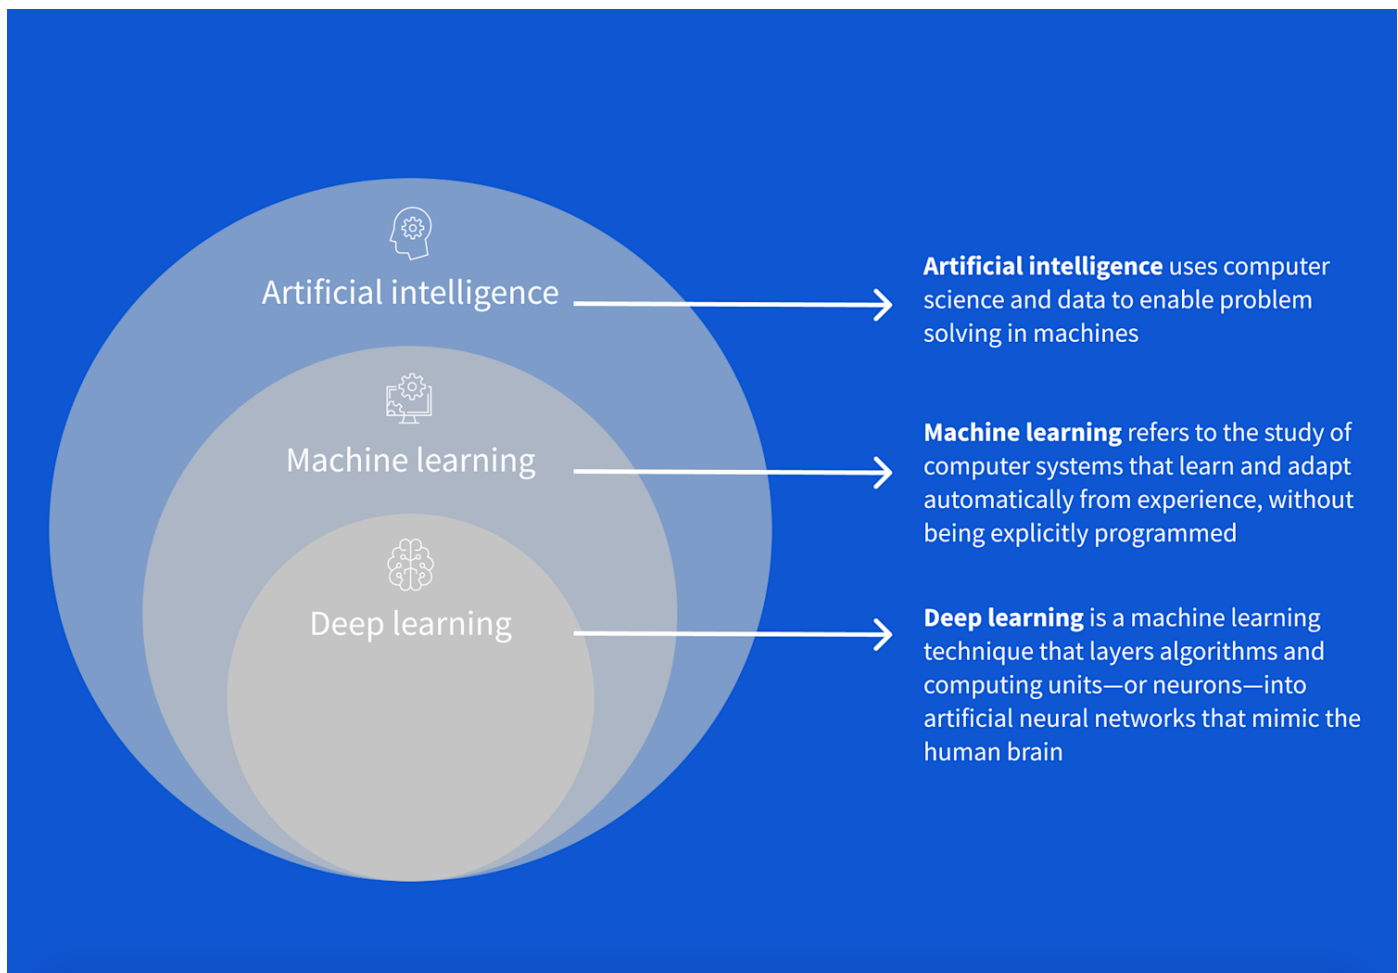 Artificial intelligence
Machine learning
Deep learning
Artificial intelligence uses computer
science and data to enable problem
solving in machines
Machine learning refers to the study of
computer systems that learn and adapt
automatically from experience, without
being explicitly programmed
Deep learning is a machine learning
technique that layers algorithms and
computing units—or neurons—into
artificial neural networks that mimic the
human brain